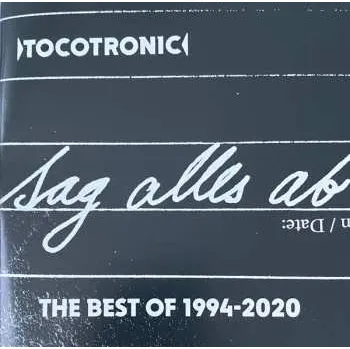 TOCOTRONIC
Sag alles ab
n / Date:
THE BEST OF 1994-2020